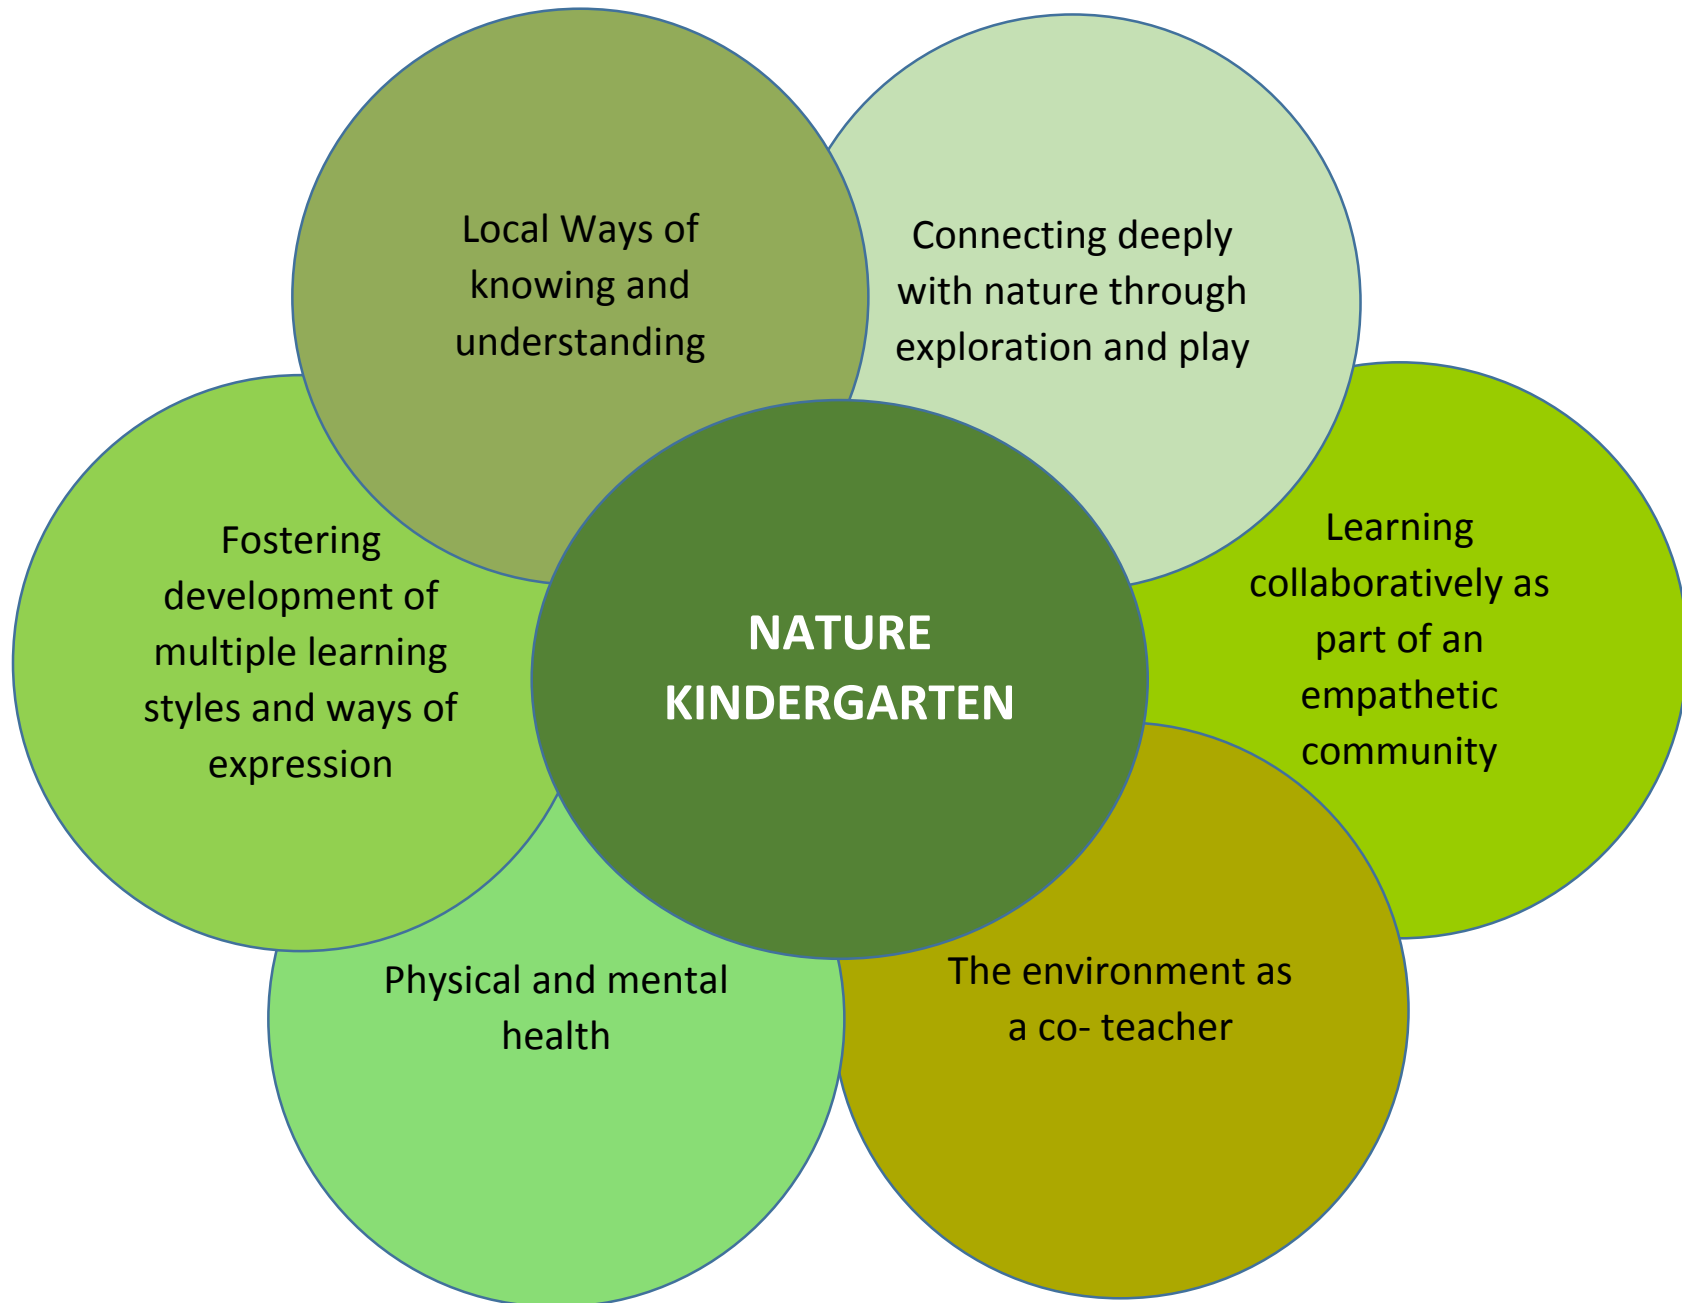 Local Ways of
knowing and
understanding
Connecting deeply
with nature through
exploration and play
Learning
collaboratively as
part of an
empathetic
community
The environment as
a co- teacher
Physical and mental
health
Fostering
development of
multiple learning
styles and ways of
expression
NATURE
KINDERGARTEN